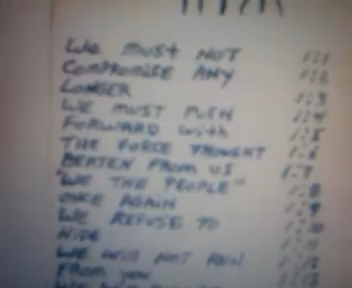 We must NOT 1:1
COMPROMISE ANY 1:2
LONGER 1:3
WE MUST PUSH 1:4
FORWARD with 1:5
THE FORCE THOUGHT 1:6
BEATEN FROM US 1:7
"WE THE PEOPLE" 1:8
ONCE AGAIN 1:9
WE REFUSE TO 1:10
HIDE 1:11
WE WILL NOT RUN 1:12
FROM you 1:13